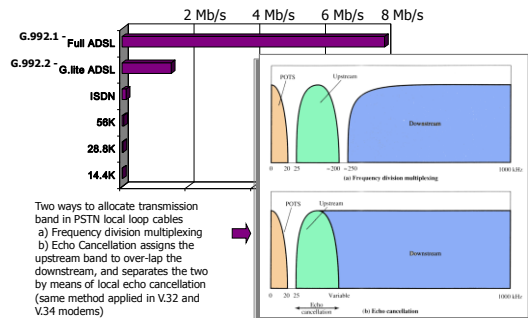 2 Mb/s 4 Mb/s 6 Mb/s 8 Mb/s
G.992.1 - Full ADSL
G.992.2 - G.lite ADSL
ISDN
56K
28.8K
14.4K
POTS
Upstream
Downstream
0 20 25 ~200 ~250 1000 kHz
(a) Frequency division multiplexing
POTS
Upstream
Downstream
0 20 25 Variable 1000 kHz
Echo
cancellation
(b) Echo cancellation
Two ways to allocate transmission
band in PSTN local loop cables
a) Frequency division multiplexing
b) Echo Cancellation assigns the
upstream band to over-lap the
downstream, and separates the two
by means of local echo cancellation
(same method applied in V.32 and
V.34 modems)